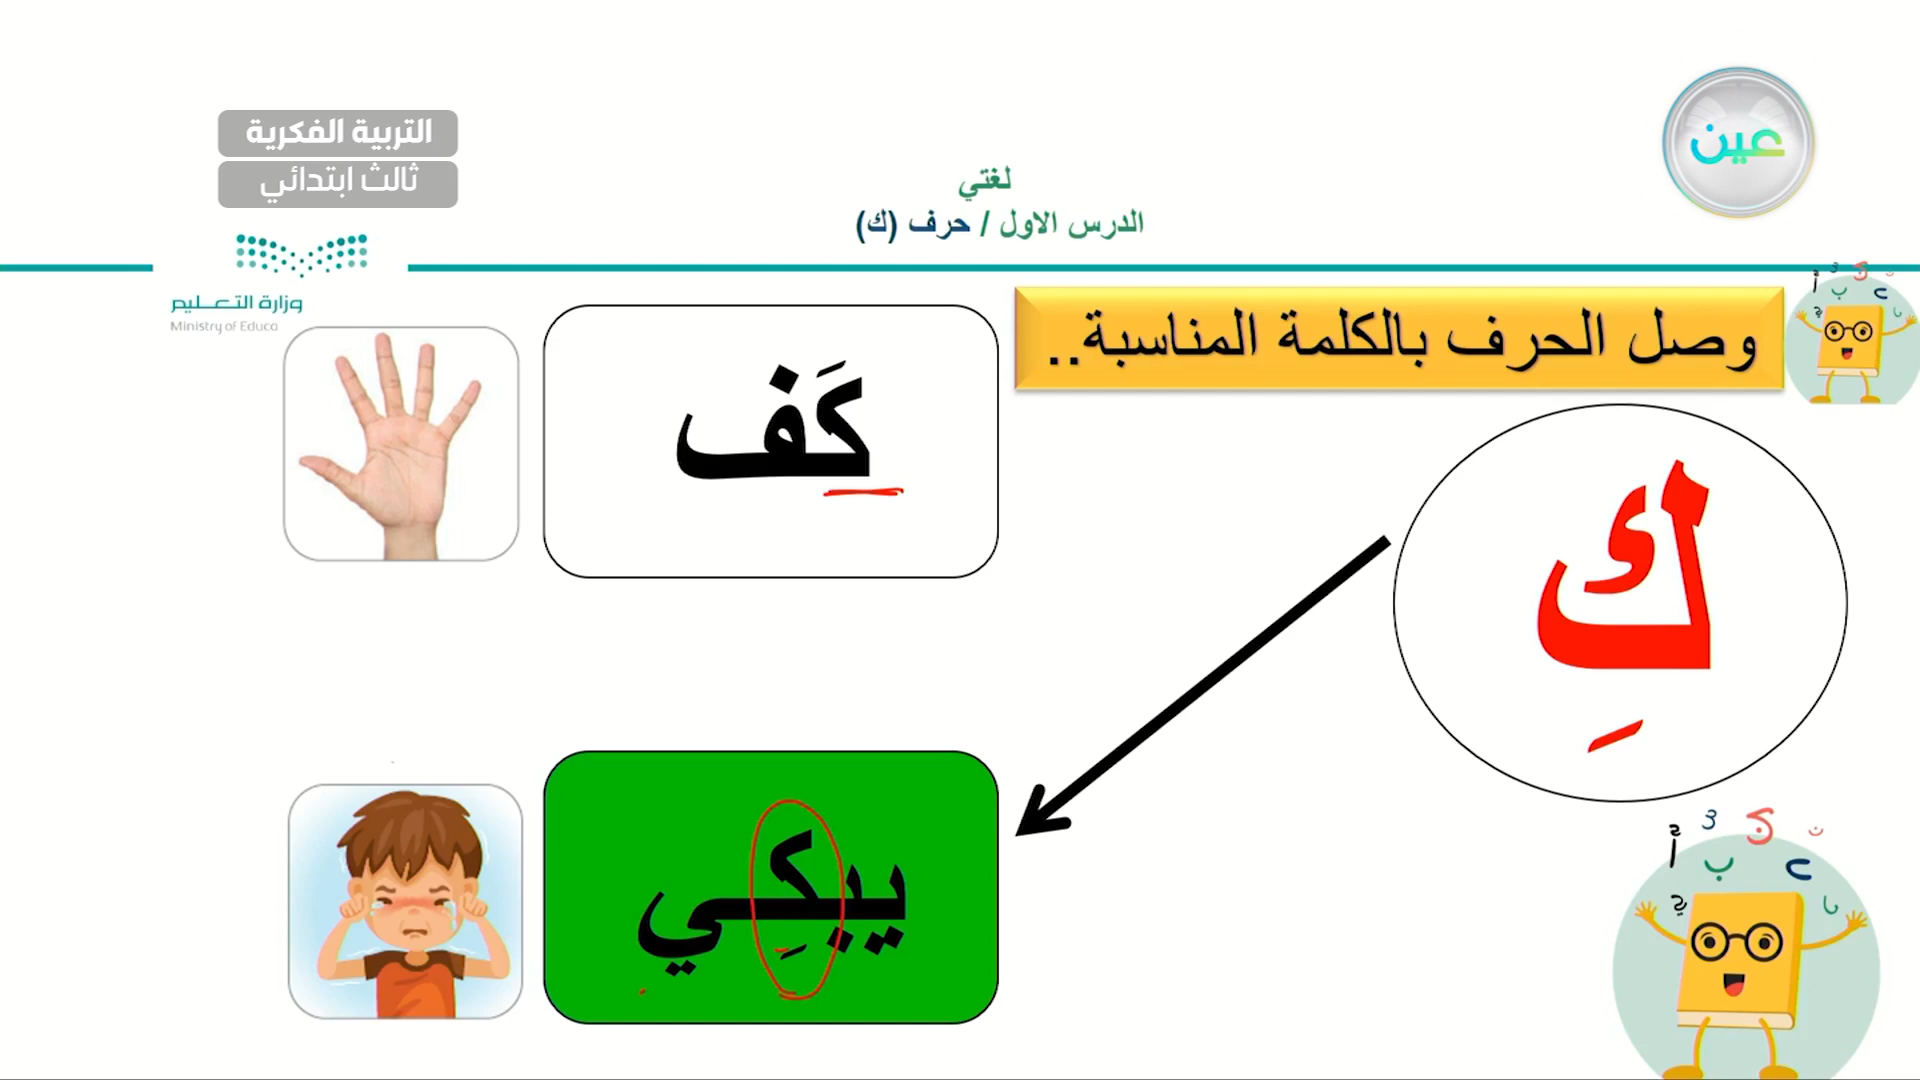 عين
التربية الفكرية
ثالث ابتدائي
لغتي
الدرس الاول / حرف (ك)
وزارة التعليم
Ministry of Educa
وصل الحرف بالكلمة المناسبة..
كَف
كِ
يبكِي